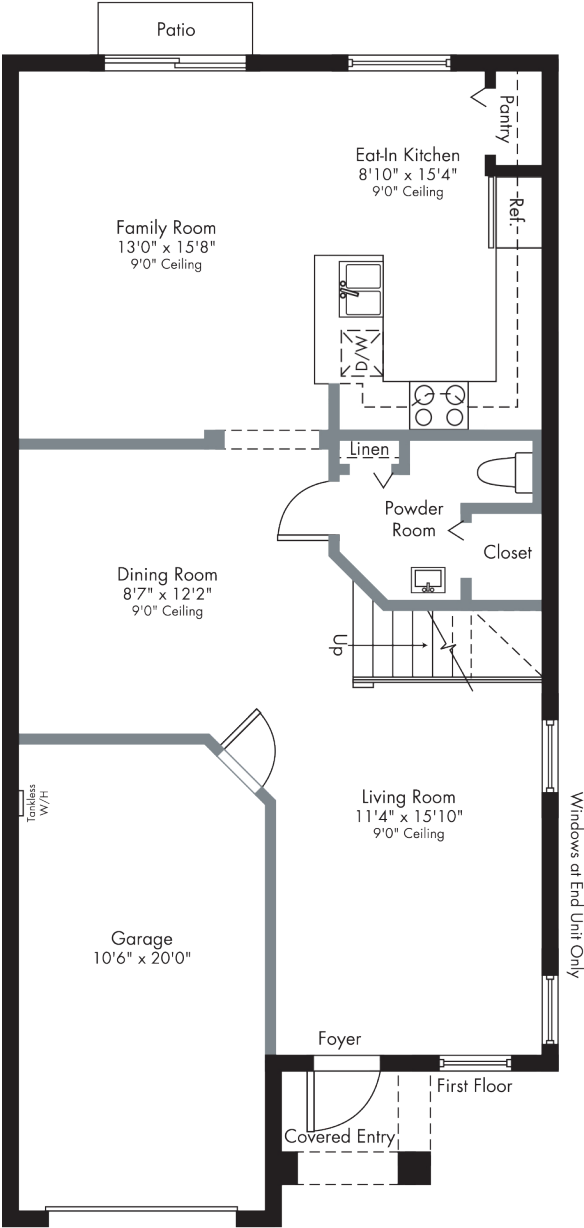 Patio
Pantry
Eat-In Kitchen
8'10" x 15'4"
9'0" Ceiling
Ref.
Family Room
13'0" x 15'8"
9'0" Ceiling
D/W
Linen
Powder
Room
Closet
Dining Room
8'7" x 12'2"
9'0" Ceiling
Up
Tankless
W/H
Living Room
11'4" x 15'10"
9'0" Ceiling
Windows at End Unit Only
Garage
10'6" x 20'0"
Foyer
First Floor
Covered Entry